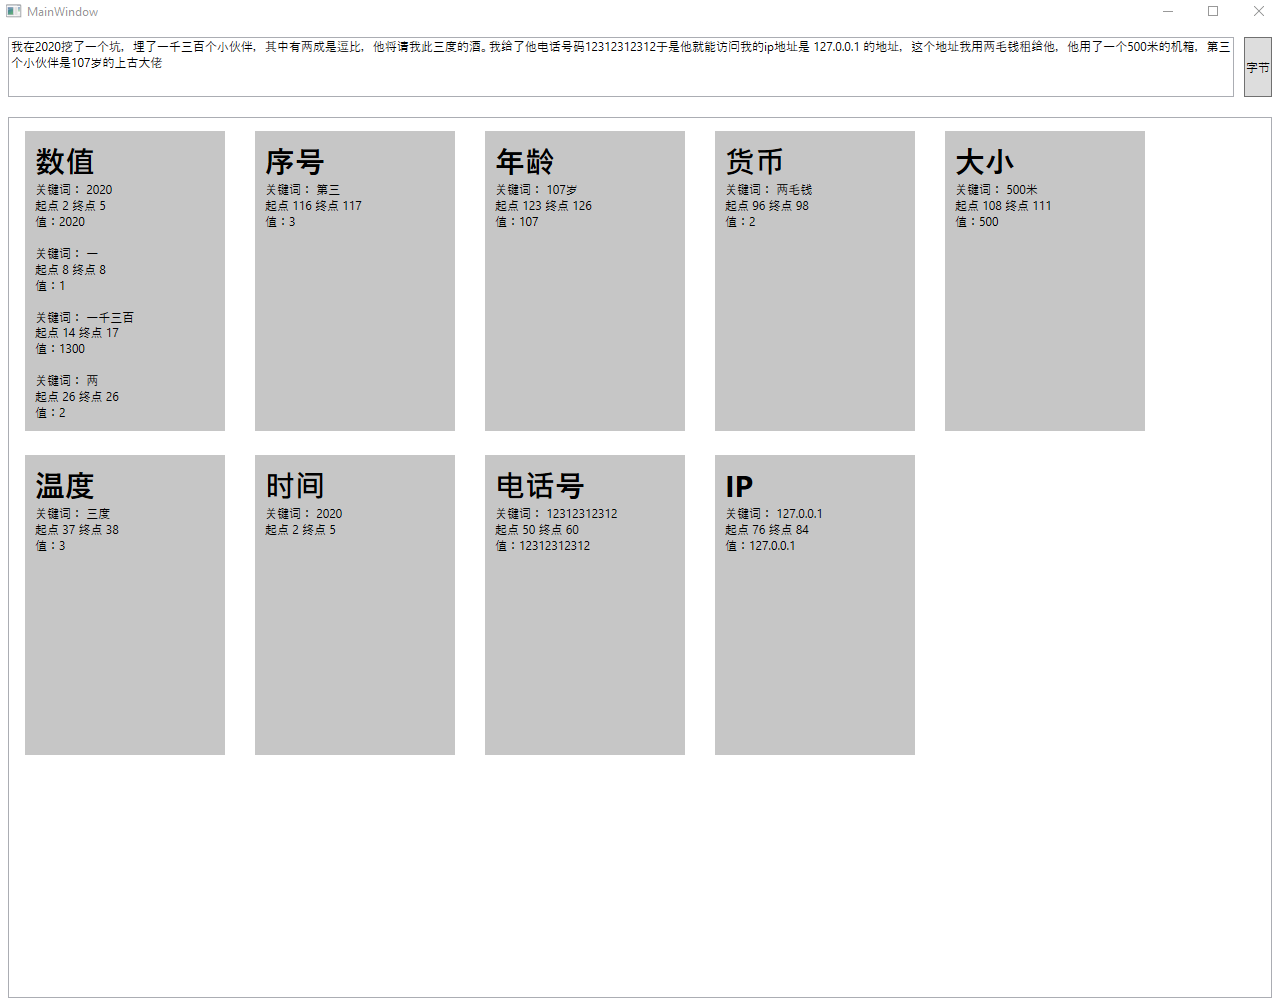 MainWindow
我在2020挖了一个坑，埋了一千三百个小伙伴，其中有两成是逗比，他将请我此三度的酒。我给了他电话号码12312312312于是他就能访问我的ip地址是 127.0.0.1 的地址，这个地址我用两毛钱租给他，他用了一个500米的机箱，第三
个小伙伴是107岁的上古大佬
字节
数值
关键词： 2020
起点 2 终点 5
值：2020
关键词： 一
起点 8 终点 8
值：1
关键词： 一千三百
起点 14 终点 17
值：1300
关键词： 两
起点 26 终点 26
值：2
序号
关键词： 第三
起点 116 终点 117
值：3
年龄
关键词： 107岁
起点 123 终点 126
值：107
货币
关键词： 两毛钱
起点 96 终点 98
值：2
大小
关键词： 500米
起点 108 终点 111
值：500
温度
关键词： 三度
起点 37 终点 38
值：3
时间
关键词： 2020
起点 2 终点 5
电话号
关键词： 12312312312
起点 50 终点 60
值：12312312312
IP
关键词： 127.0.0.1
起点 76 终点 84
值：127.0.0.1